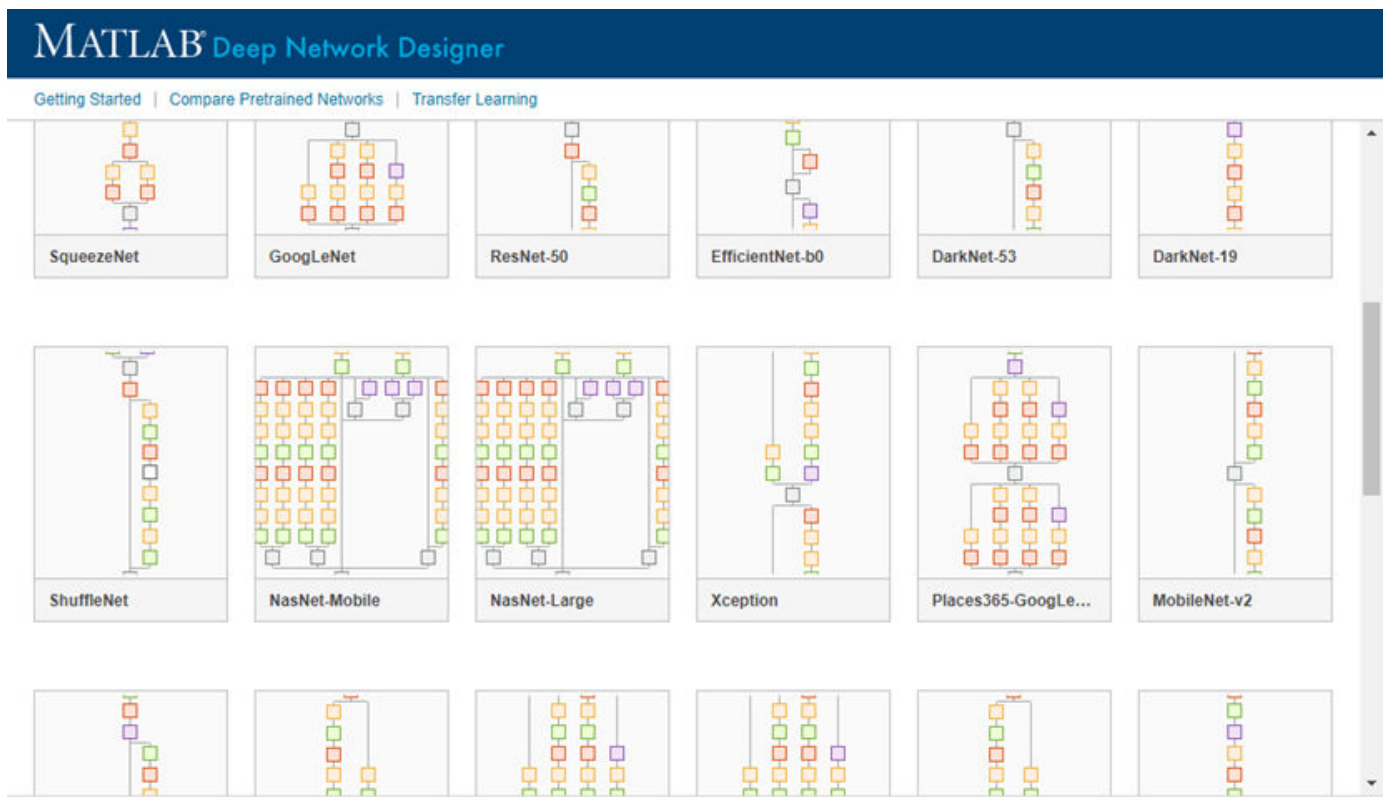 MATLAB® Deep Network Designer
Getting Started | Compare Pretrained Networks | Transfer Learning
SqueezeNet
GoogLeNet
ResNet-50
EfficientNet-b0
DarkNet-53
DarkNet-19
ShuffleNet
NasNet-Mobile
NasNet-Large
Xception
Places365-GoogLe...
MobileNet-v2